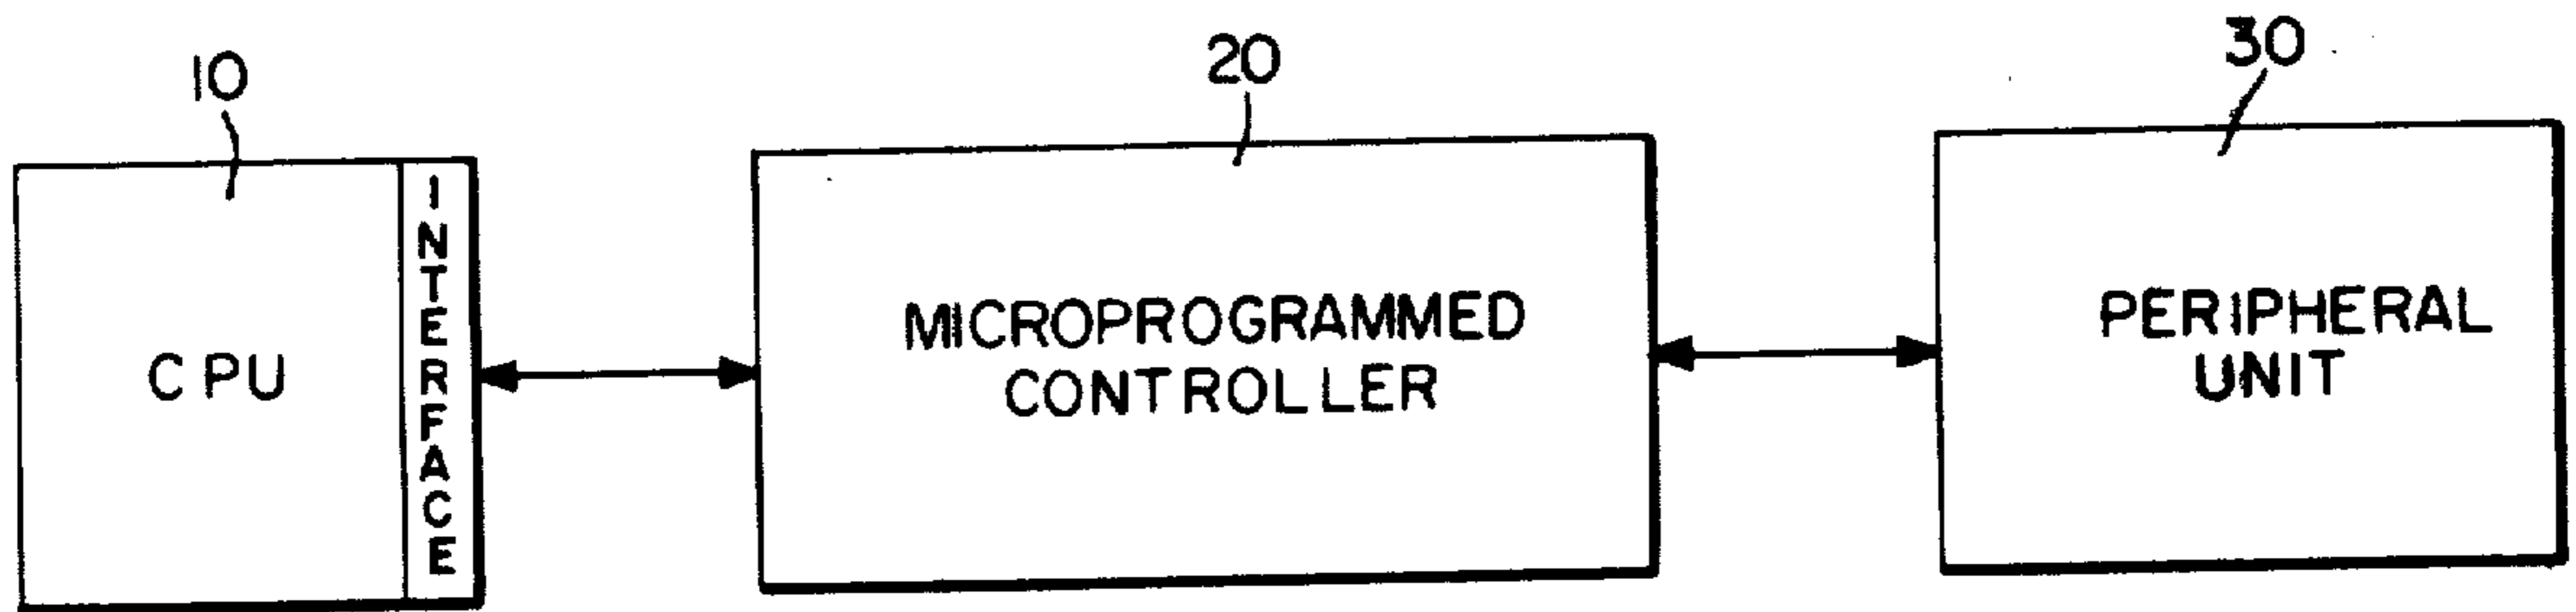 10
20
30
CPU
INTERFACE
MICROPROGRAMMED
CONTROLLER
PERIPHERAL
UNIT